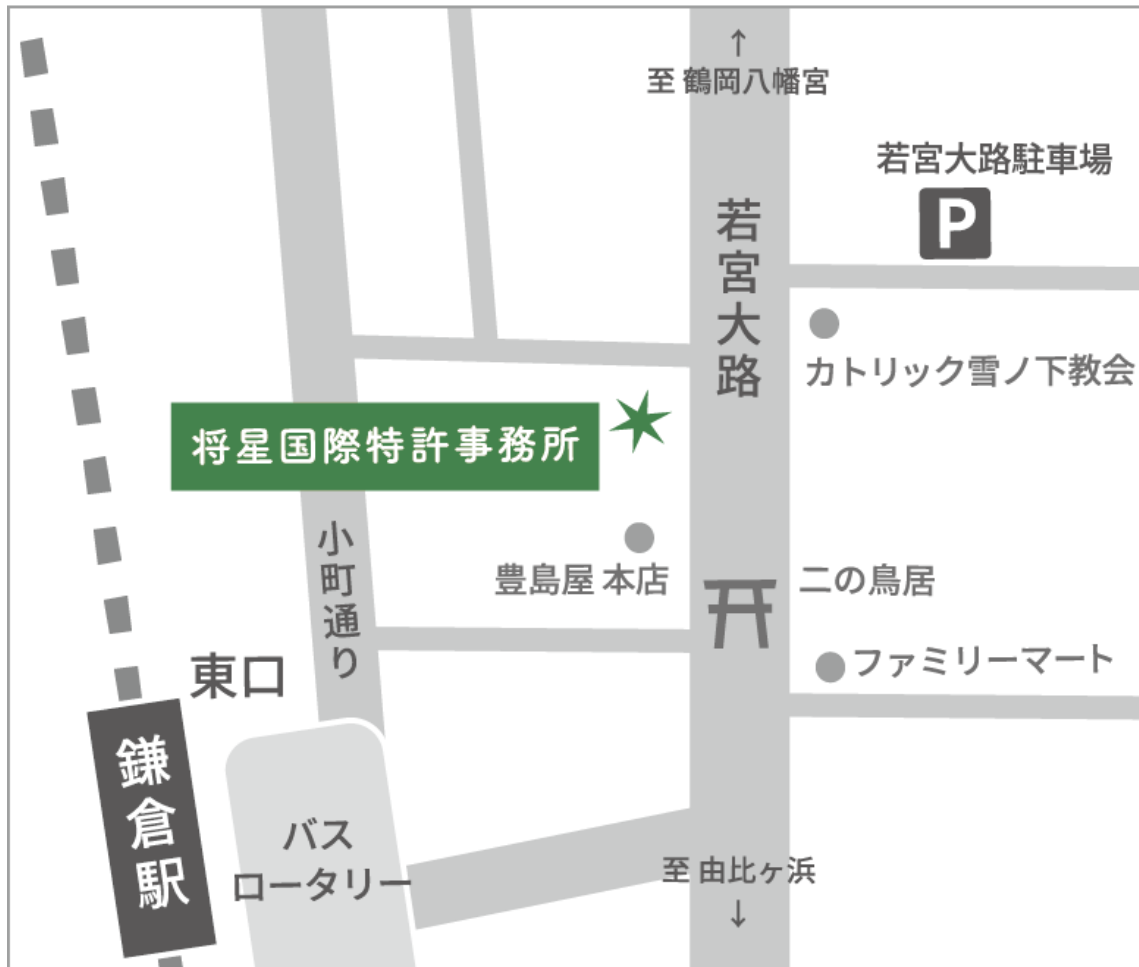 ↑
至 鶴岡八幡宮
若宮大路駐車場
P
若宮大路
カトリック雪ノ下教会
将星国際特許事務所
小町通り
豊島屋 本店
二の鳥居
ファミリーマート
東口
鎌倉駅
バス
ロータリー
至 由比ヶ浜
↓